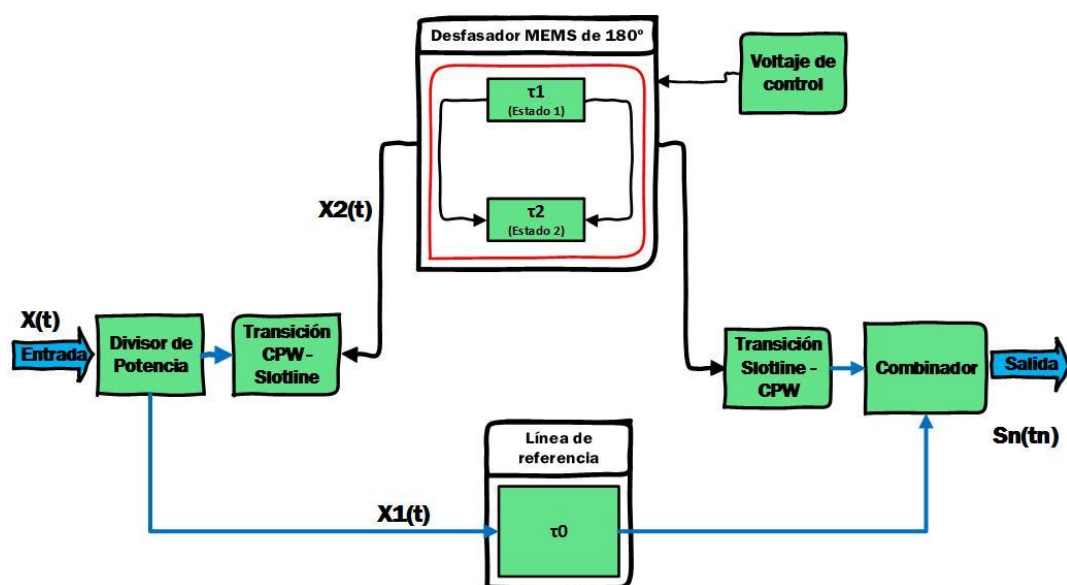 Desfasador MEMS de 180º
τ1
(Estado 1)
τ2
(Estado 2)
Voltaje de
control
X2(t)
X(t)
Entrada
Divisor de
Potencia
Transición
CPW-
Slotline
Transición
Slotline -
CPW
Combinador
Salida
Sn(tn)
Línea de
referencia
X1(t)
τ0